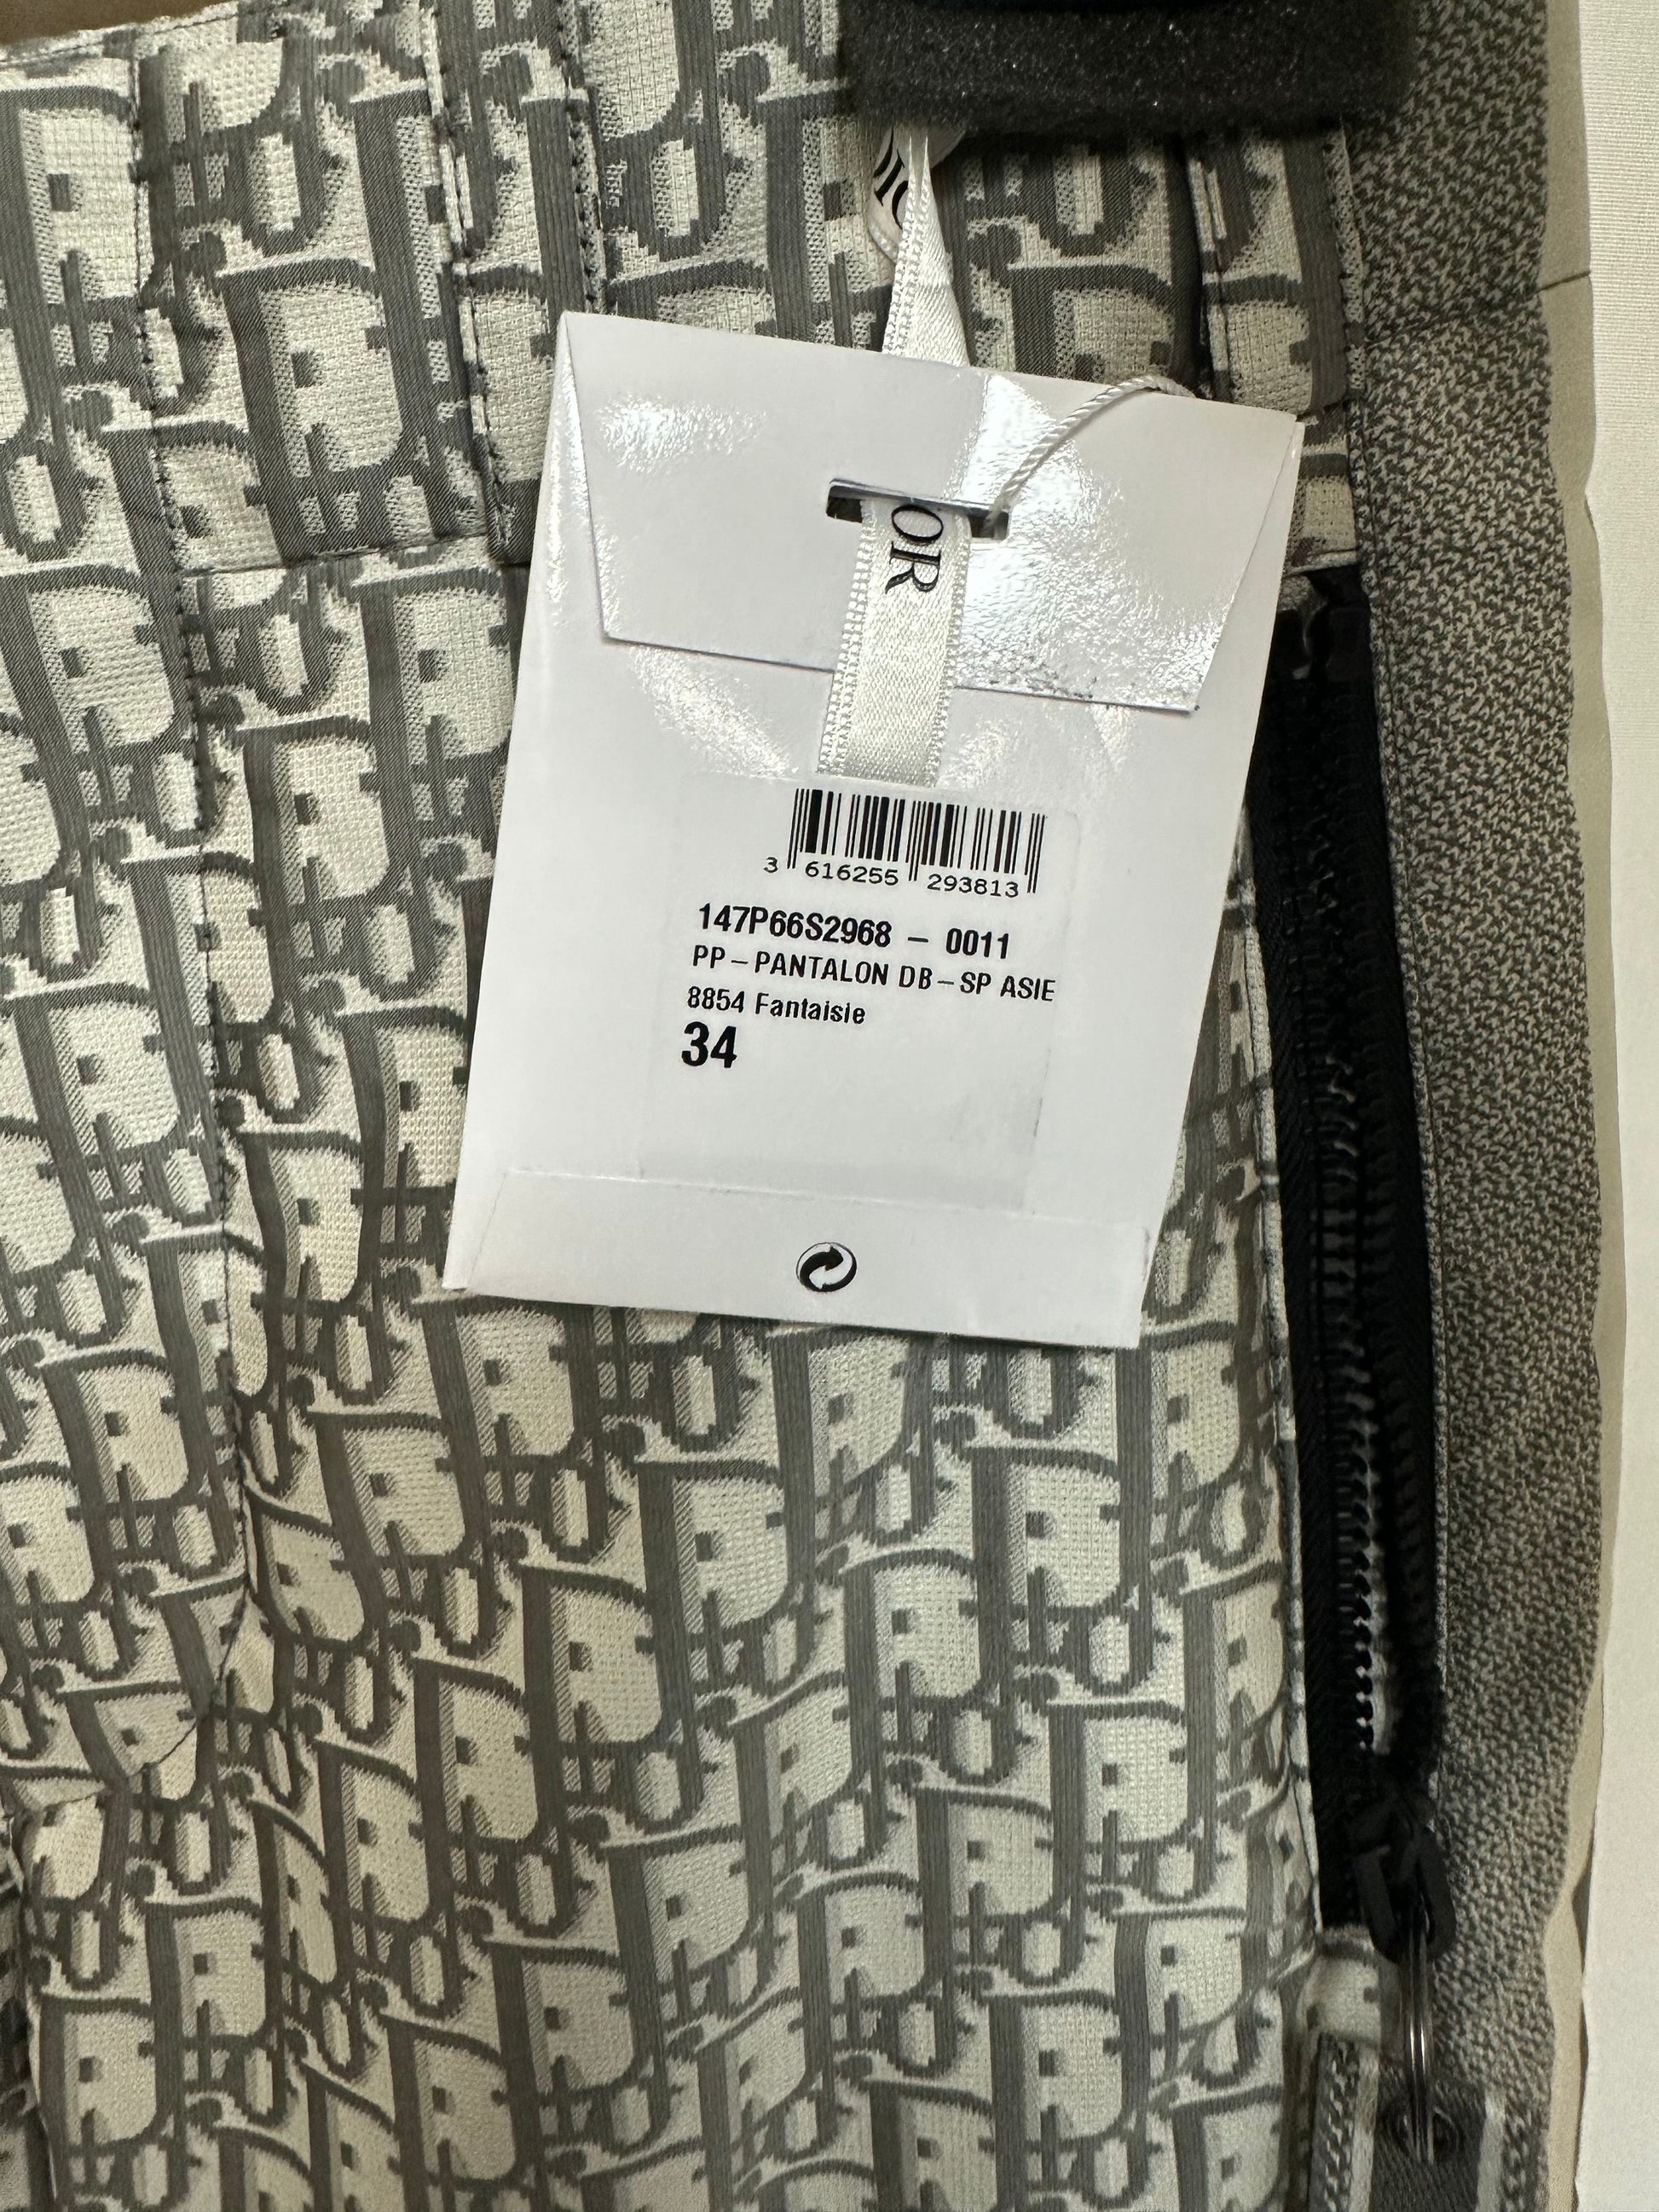 OR
3 616255 293813
147P66S2968 – 0011
PP–PANTALON DB–SP ASIE
8854 Fantaisie
34